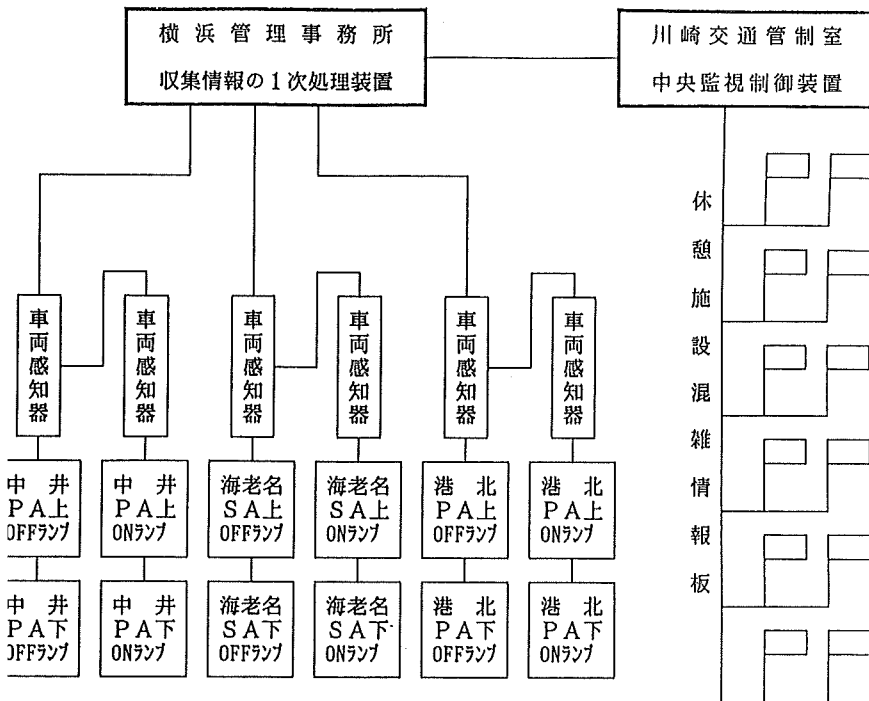 横浜管理事務所
収集情報の1次処理装置
川崎交通管制室
中央監視制御装置
休憩施設混雑情報板
車両感知器
車両感知器
車両感知器
車両感知器
車両感知器
車両感知器
中井
PA上
OFFランプ
中井
PA上
ONランプ
海老名
SA上
OFFランプ
海老名
SA上
ONランプ
港北
PA上
OFFランプ
港北
PA上
ONランプ
中井
PA下
OFFランプ
中井
PA下
ONランプ
海老名
SA下
OFFランプ
海老名
SA下
ONランプ
港北
PA下
OFFランプ
港北
PA下
ONランプ